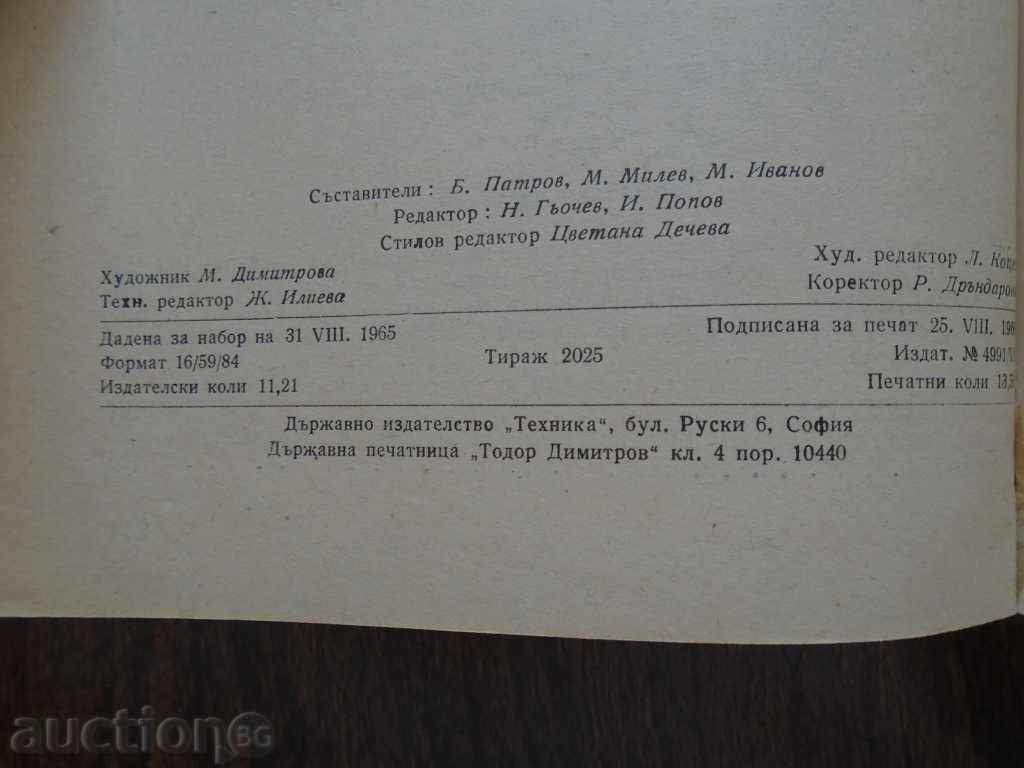 Съставители: Б. Патров, М. Милев, М. Иванов
Редактор: Н. Гьочев, И. Попов
Стилов редактор Цветана Дечева
Художник М. Димитрова
Худ. редактор Л.
Техн. редактор Ж. Илиева
Коректор Р.
Дадена за набор на 31 VIII. 1965
Подписана за печат 25. VIII.
Формат 16/59/84
Тираж 2025
Издат. №
Издателски коли 11,21
Печатни коли
Държавно издателство „Техника“, бул. Руски 6, София
Държавна печатница „Тодор Димитров“ кл. 4 пор. 10440
auction BG